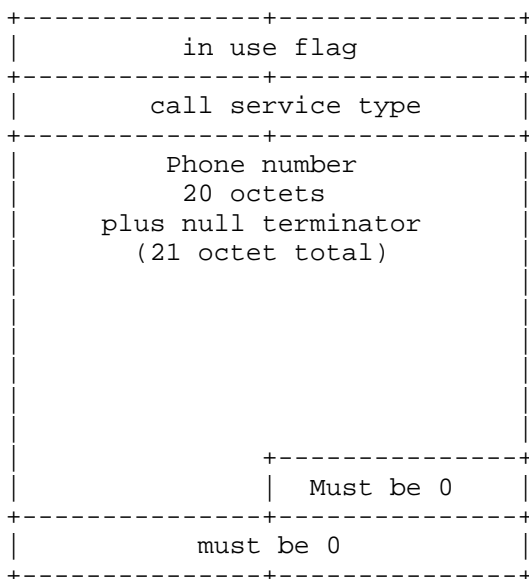 in use flag
call service type
Phone number
20 octets
plus null terminator
(21 octet total)
Must be 0
must be 0